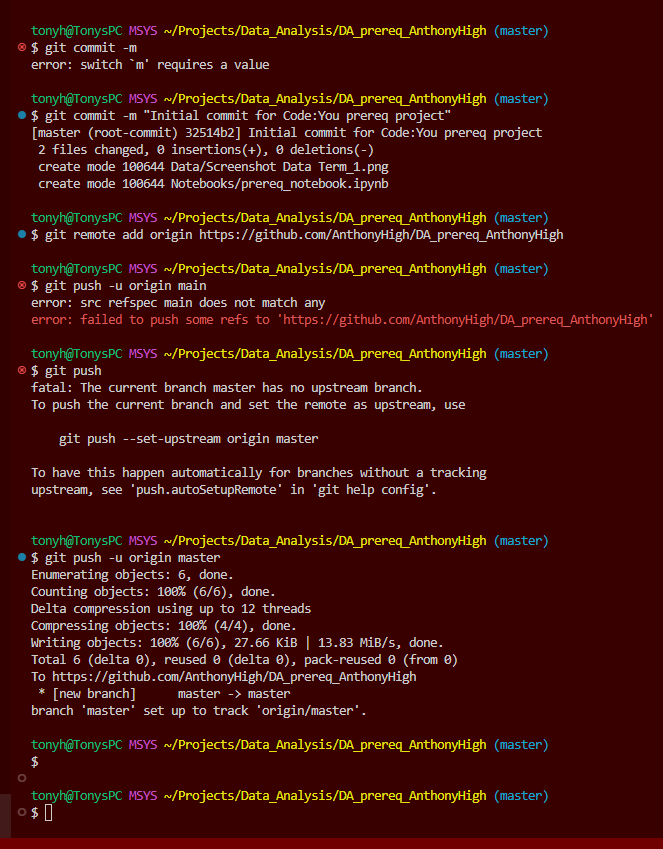 tonyh@TonysPC MSYS ~/Projects/Data_Analysis/DA_prereq_AnthonyHigh (master)
$ git commit -m
error: switch `m' requires a value
tonyh@TonysPC MSYS ~/Projects/Data_Analysis/DA_prereq_AnthonyHigh (master)
$ git commit -m "Initial commit for Code:You prereq project"
[master (root-commit) 32514b2] Initial commit for Code:You prereq project
 2 files changed, 0 insertions(+), 0 deletions(-)
 create mode 100644 Data/Screenshot Data Term_1.png
 create mode 100644 Notebooks/prereq_notebook.ipynb
tonyh@TonysPC MSYS ~/Projects/Data_Analysis/DA_prereq_AnthonyHigh (master)
$ git remote add origin https://github.com/AnthonyHigh/DA_prereq_AnthonyHigh
tonyh@TonysPC MSYS ~/Projects/Data_Analysis/DA_prereq_AnthonyHigh (master)
$ git push -u origin main
error: src refspec main does not match any
error: failed to push some refs to 'https://github.com/AnthonyHigh/DA_prereq_AnthonyHigh'
tonyh@TonysPC MSYS ~/Projects/Data_Analysis/DA_prereq_AnthonyHigh (master)
$ git push
fatal: The current branch master has no upstream branch.
To push the current branch and set the remote as upstream, use
    git push --set-upstream origin master
To have this happen automatically for branches without a tracking
upstream, see 'push.autoSetupRemote' in 'git help config'.
tonyh@TonysPC MSYS ~/Projects/Data_Analysis/DA_prereq_AnthonyHigh (master)
$ git push -u origin master
Enumerating objects: 6, done.
Counting objects: 100% (6/6), done.
Delta compression using up to 12 threads
Compressing objects: 100% (4/4), done.
Writing objects: 100% (6/6), 27.66 KiB | 13.83 MiB/s, done.
Total 6 (delta 0), reused 0 (delta 0), pack-reused 0 (from 0)
To https://github.com/AnthonyHigh/DA_prereq_AnthonyHigh
 * [new branch]      master -> master
branch 'master' set up to track 'origin/master'.
tonyh@TonysPC MSYS ~/Projects/Data_Analysis/DA_prereq_AnthonyHigh (master)
$
tonyh@TonysPC MSYS ~/Projects/Data_Analysis/DA_prereq_AnthonyHigh (master)
$